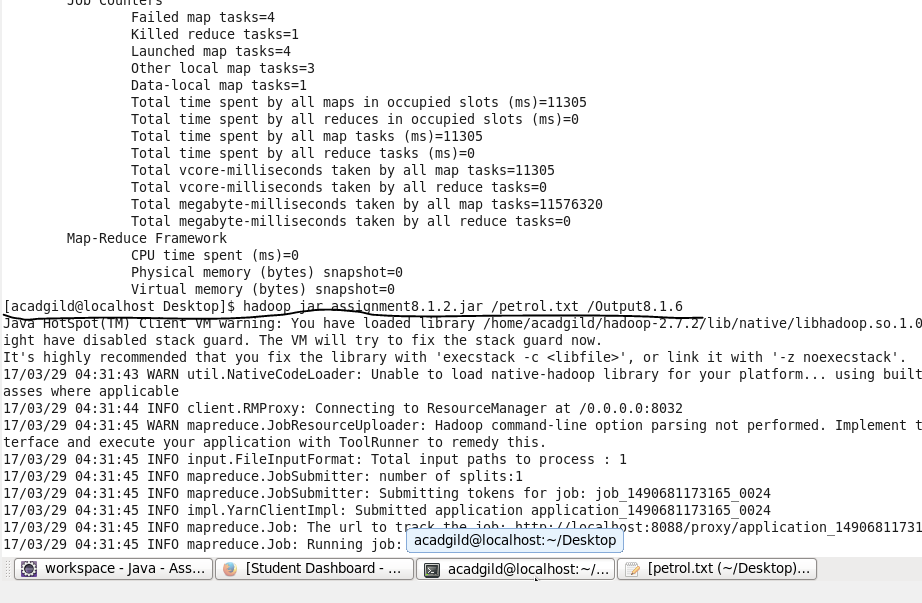 Job Counters
Failed map tasks=4
Killed reduce tasks=1
Launched map tasks=4
Other local map tasks=3
Data-local map tasks=1
Total time spent by all maps in occupied slots (ms)=11305
Total time spent by all reduces in occupied slots (ms)=0
Total time spent by all map tasks (ms)=11305
Total time spent by all reduce tasks (ms)=0
Total vcore-milliseconds taken by all map tasks=11305
Total vcore-milliseconds taken by all reduce tasks=0
Total megabyte-milliseconds taken by all map tasks=11576320
Total megabyte-milliseconds taken by all reduce tasks=0
Map-Reduce Framework
CPU time spent (ms)=0
Physical memory (bytes) snapshot=0
Virtual memory (bytes) snapshot=0
[acadgild@localhost Desktop]$ hadoop jar assignment8.1.2.jar /petrol.txt /Output8.1.6
Java HotSpot(TM) Client VM warning: You have loaded library /home/acadgild/hadoop-2.7.2/lib/native/libhadoop.so.1.0
ight have disabled stack guard. The VM will try to fix the stack guard now.
It's highly recommended that you fix the library with 'execstack -c <libfile>', or link it with '-z noexecstack'.
17/03/29 04:31:43 WARN util.NativeCodeLoader: Unable to load native-hadoop library for your platform... using built
asses where applicable
17/03/29 04:31:44 INFO client.RMProxy: Connecting to ResourceManager at /0.0.0.0:8032
17/03/29 04:31:45 WARN mapreduce.JobResourceUploader: Hadoop command-line option parsing not performed. Implement t
terface and execute your application with ToolRunner to remedy this.
17/03/29 04:31:45 INFO input.FileInputFormat: Total input paths to process : 1
17/03/29 04:31:45 INFO mapreduce.JobSubmitter: number of splits:1
17/03/29 04:31:45 INFO mapreduce.JobSubmitter: Submitting tokens for job: job_1490681173165_0024
17/03/29 04:31:45 INFO impl.YarnClientImpl: Submitted application application_1490681173165_0024
17/03/29 04:31:45 INFO mapreduce.Job: The url to track the job: http://localhost:8088/proxy/application_14906811731
17/03/29 04:31:45 INFO mapreduce.Job: Running job:
acadgild@localhost:~/Desktop
workspace - Java - Ass...
[Student Dashboard - ...
acadgild@localhost:~/...
[petrol.txt (~/Desktop)...